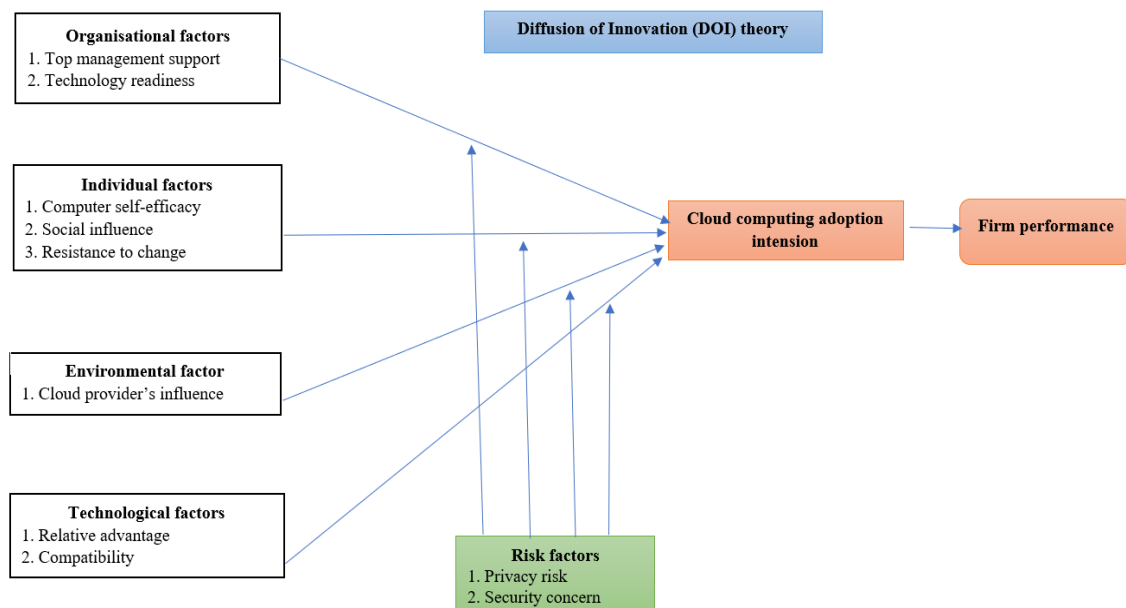 Organisational factors
1. Top management support
2. Technology readiness
Diffusion of Innovation (DOI) theory
Individual factors
1. Computer self-efficacy
2. Social influence
3. Resistance to change
Cloud computing adoption
intension
Firm performance
Environmental factor
1. Cloud provider’s influence
Technological factors
1. Relative advantage
2. Compatibility
Risk factors
1. Privacy risk
2. Security concern